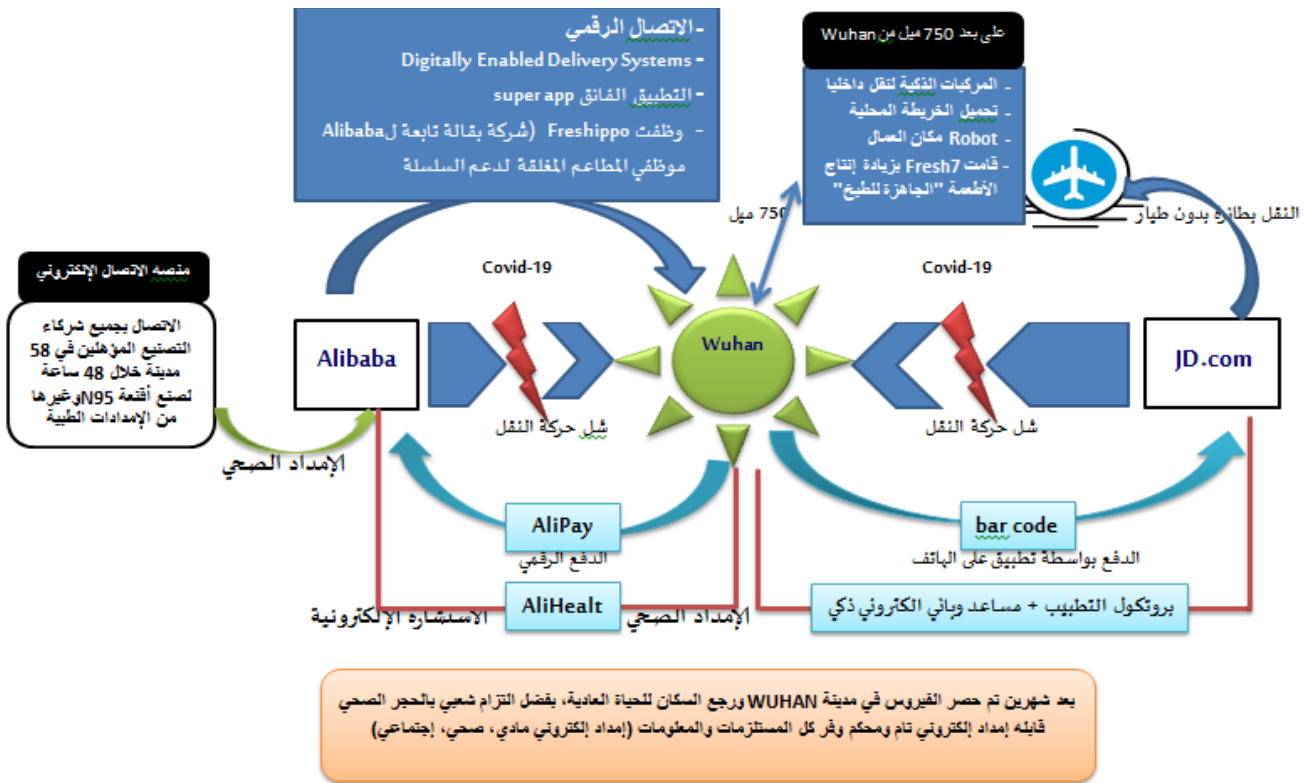 -الاتصال الرقمي
Digitally Enabled Delivery Systems-
-التطبيق الفائق super app
- وظفت Freshippo (شركة بقالة تابعة لAlibaba
موظفي المطاعم المغلقة لدعم السلسلة
على بعد 750 ميل من Wuhan
- المركبات الذكية لنقل داخليا
- تحميل الخريطة المحلية
- Robot مكان العمال
- قامت Fresh7 بزيادة إنتاج
الأطعمة "الجاهزة للطبخ"
750 ميل
النقل بطائرة بدون طيار
منصه الاتصال الإلكتروني
الاتصال بجميع شركاء
التصنيع المؤهلين في 58
مدينة خلال 48 ساعة
لصنع أقنعة N95وغيرها
من الإمدادات الطبية
الإمداد الصحي
Covid-19
Covid-19
Alibaba
Wuhan
JD.com
شل حركة النقل
شل حركة النقل
AliPay
الدفع الرقمي
bar code
الدفع بواسطة تطبيق على الهاتف
AliHealt
الاستشاره الإلكترونية
الإمداد الصحي
بروتكول التطبيب + مساعد وبائي الكتروني ذكي
بعد شهرين تم حصر الفيروس في مدينة WUHAN ورجع السكان للحياة العادية، بفضل التزام شعبي بالحجر الصحي
قابله إمداد إلكتروني تام ومحكم وفر كل المستلزمات والمعلومات (إمداد إلكتروني مادي، صحي، إجتماعي)